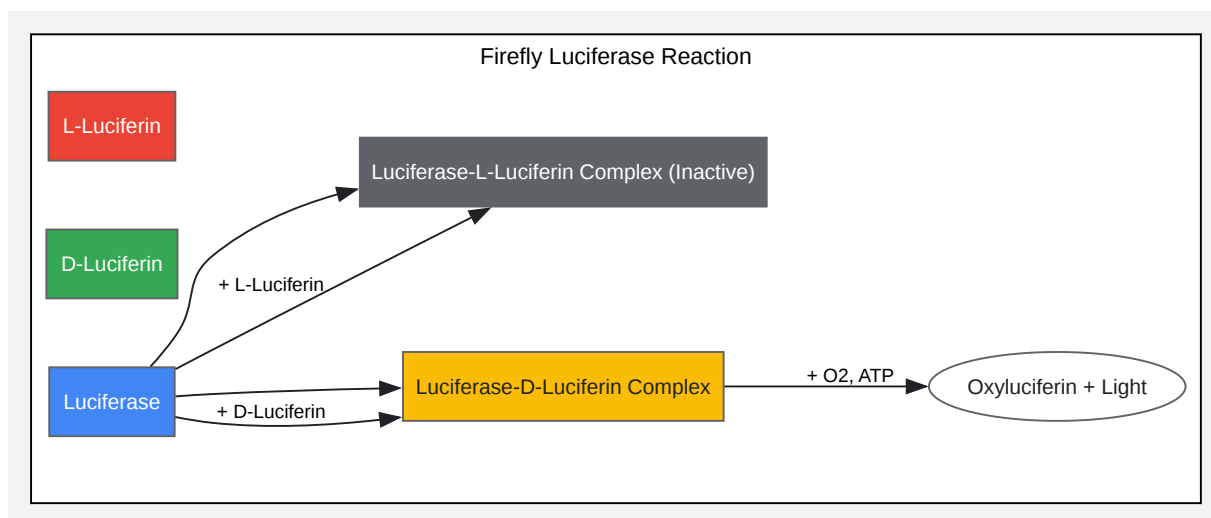 Firefly Luciferase Reaction
L-Luciferin
Luciferase-L-Luciferin Complex (Inactive)
D-Luciferin
+ L-Luciferin
Luciferase
+ D-Luciferin
Luciferase-D-Luciferin Complex
+ O2, ATP
Oxyluciferin + Light